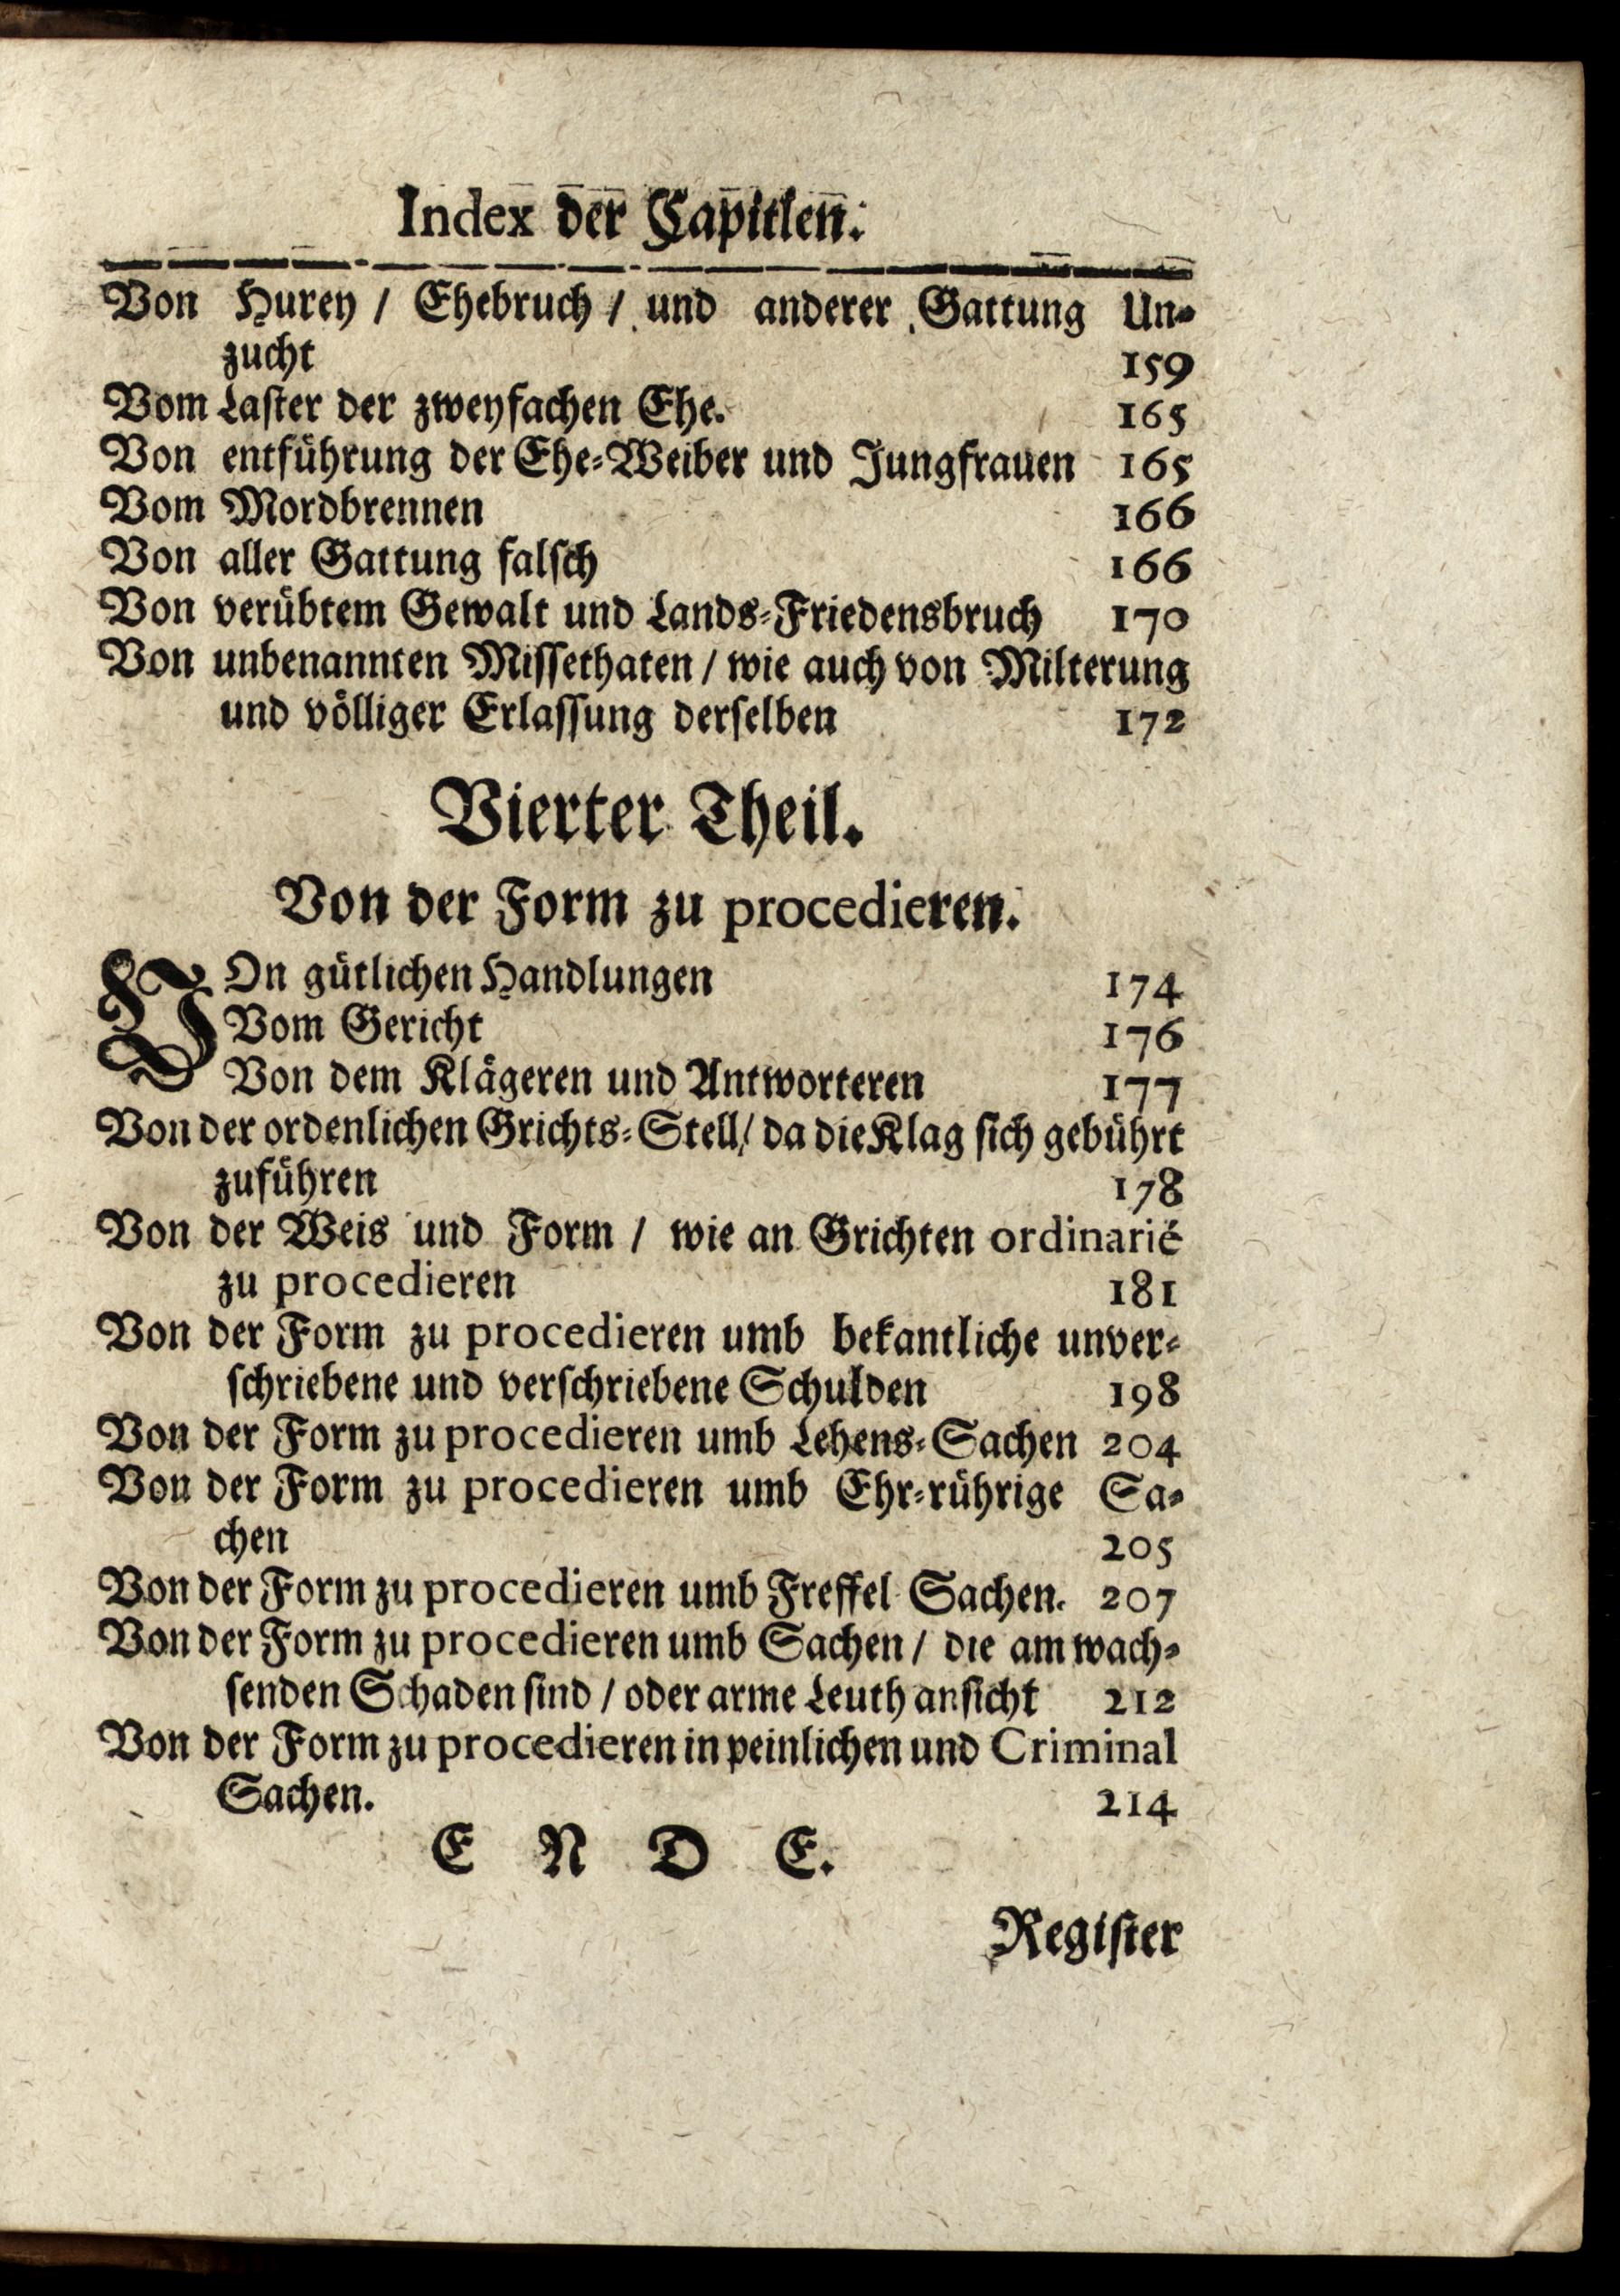 Index der Capitlen.
Von Hurey / Ehebruch / und anderer Gattung Un-
zucht 159
Vom Laster der zweyfachen Ehe. 165
Von entführung der Ehe-Weiber und Jungfrauen 165
Vom Mordbrennen 166
Von aller Gattung falsch 166
Von verübtem Gewalt und Lands-Friedensbruch 170
Von unbenannten Missethaten / wie auch von Milterung
und völliger Erlassung derselben 172
Vierter Theil.
Von der Form zu procedieren.
VOn gütlichen Handlungen 174
Vom Gericht 176
Von dem Klägeren und Antworteren 177
Von der ordenlichen Grichts-Stell / da die Klag sich gebührt
zuführen 178
Von der Weis und Form / wie an Grichten ordinariè
zu procedieren 181
Von der Form zu procedieren umb bekantliche unver-
schriebene und verschriebene Schulden 198
Von der Form zu procedieren umb Lehens-Sachen 204
Von der Form zu procedieren umb Ehr-rührige Sa-
chen 205
Von der Form zu procedieren umb Freffel Sachen. 207
Von der Form zu procedieren umb Sachen / die am wach-
senden Schaden sind / oder arme Leuth ansicht 212
Von der Form zu procedieren in peinlichen und Criminal
Sachen. 214
E N D E.
Register